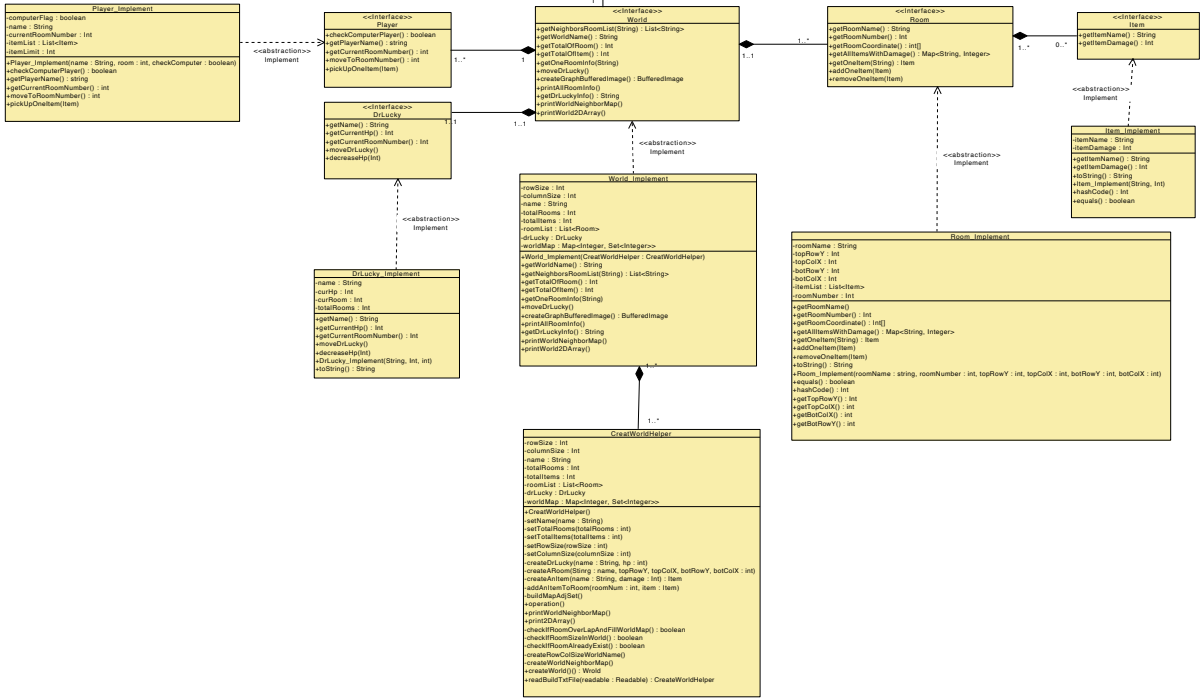 Player_Implement
-computerFlag : boolean
-name : String
-currentRoomNumber : Int
-itemList : List<Item>
-itemLimit : Int
+Player_Implement(name : String, room : int, checkComputer : boolean)
+checkComputerPlayer() : boolean
+getPlayerName() : string
+getCurrentRoomNumber() : int
+moveToRoomNumber() : int
+pickUpOneItem(Item)
<<abstraction>>
Implement
<<Interface>>
Player
+checkComputerPlayer() : boolean
+getPlayerName() : string
+getCurrentRoomNumber() : int
+moveToRoomNumber() : int
+pickUpOneItem(Item)
1..*
1
<<Interface>>
DrLucky
+getName() : String
+getCurrentHp() : Int
+getCurrentRoomNumber() : Int
+moveDrLucky()
+decreaseHp(Int)
1..1
1..1
<<abstraction>>
Implement
DrLucky_Implement
-name : String
-curHp : Int
-curRoom : Int
-totalRooms : Int
+getName() : String
+getCurrentHp() : Int
+getCurrentRoomNumber() : Int
+moveDrLucky()
+decreaseHp(Int)
+DrLucky_Implement(String, Int, int)
+toString() : String
<<Interface>>
World
+getNeighborsRoomList(String) : List<String>
+getWorldName() : String
+getTotalOfRoom() : Int
+getTotalOfItem() : Int
+getOneRoomInfo(String)
+moveDrLucky()
+createGraphBufferedImage() : BufferedImage
+printAllRoomInfo()
+getDrLuckyInfo() : String
+printWorldNeighborMap()
+printWorld2DArray()
1..1
1..*
<<abstraction>>
Implement
World_Implement
-rowSize : Int
-columnSize : Int
-name : String
-totalRooms : Int
-totalItems : Int
-roomList : List<Room>
-drLucky : DrLucky
-worldMap : Map<Integer, Set<Integer>>
+World_Implement(CreatWorldHelper : CreatWorldHelper)
+getWorldName() : String
+getNeighborsRoomList(String) : List<String>
+getTotalOfRoom() : Int
+getTotalOfItem() : Int
+getOneRoomInfo(String)
+moveDrLucky()
+createGraphBufferedImage() : BufferedImage
+printAllRoomInfo()
+getDrLuckyInfo() : String
+printWorldNeighborMap()
+printWorld2DArray()
1..*
1..*
CreatWorldHelper
-rowSize : Int
-columnSize : Int
-name : String
-totalRooms : Int
-totalItems : Int
-roomList : List<Room>
-drLucky : DrLucky
-worldMap : Map<Integer, Set<Integer>>
+CreatWorldHelper()
-setName(name : String)
-setTotalRooms(totalRooms : int)
-setTotalItems(totalItems : int)
-setRowSize(rowSize : int)
-setColumnSize(columnSize : int)
-createDrLucky(name : String, hp : int)
-createARoom(Stinrg : name, topRowY, topColX, botRowY, botColX : int)
-createAnItem(name : String, damage : Int) : Item
-addAnItemToRoom(roomNum : int, item : Item)
-buildMapAdjSet()
+operation()
+printWorldNeighborMap()
+print2DArray()
-checkIfRoomOverLapAndFillWorldMap() : boolean
-checkIfRoomSizeInWorld() : boolean
-checkIfRoomAlreadyExist() : boolean
-createRowColSizeWorldName()
-createWorldNeighborMap()
+createWorld()() : Wrold
+readBuildTxtFile(readable : Readable) : CreateWorldHelper
<<Interface>>
Room
+getRoomName() : String
+getRoomNumber() : Int
+getRoomCoordinate() : int[]
+getAllItemsWithDamage() : Map<String, Integer>
+getOneItem(String) : Item
+addOneItem(Item)
+removeOneItem(Item)
1..*
0..*
<<abstraction>>
Implement
Room_Implement
-roomName : String
-topRowY : Int
-topColX : Int
-botRowY : Int
-botColX : Int
-itemList : List<Item>
-roomNumber : Int
+getRoomName()
+getRoomNumber() : Int
+getRoomCoordinate() : Int[]
+getAllItemsWithDamage() : Map<String, Integer>
+getOneItem(String) : Item
+addOneItem(Item)
+removeOneItem(Item)
+toString() : String
+Room_Implement(roomName : string, roomNumber : int, topRowY : int, topColX : int, botRowY : int, botColX : int)
+equals() : boolean
+hashCode() : Int
+getTopRowY() : int
+getTopColX() : int
+getBotColX() : int
+getBotRowY() : int
<<Interface>>
Item
+getItemName() : String
+getItemDamage() : Int
<<abstraction>>
Implement
Item_Implement
-itemName : String
-itemDamage : Int
+getItemName() : String
+getItemDamage() : Int
+toString() : String
+Item_Implement(String, Int)
+hashCode() : Int
+equals() : boolean